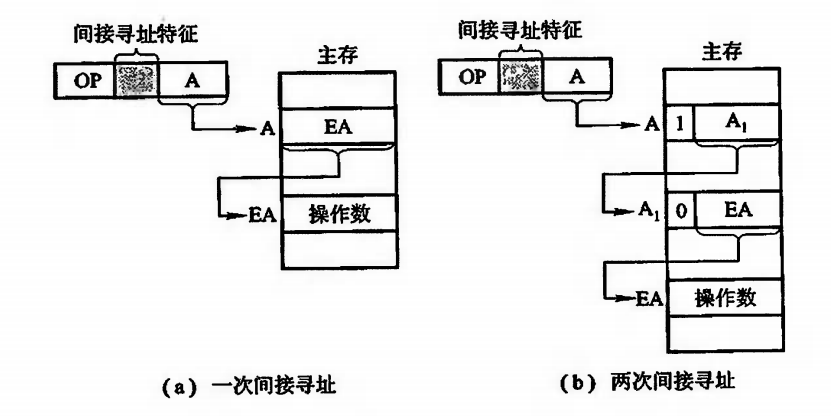 间接寻址特征
主存
OP A
A EA
EA 操作数
(a) 一次间接寻址
间接寻址特征
主存
OP A
A 1 A₁
A₁ 0 EA
EA 操作数
(b) 两次间接寻址